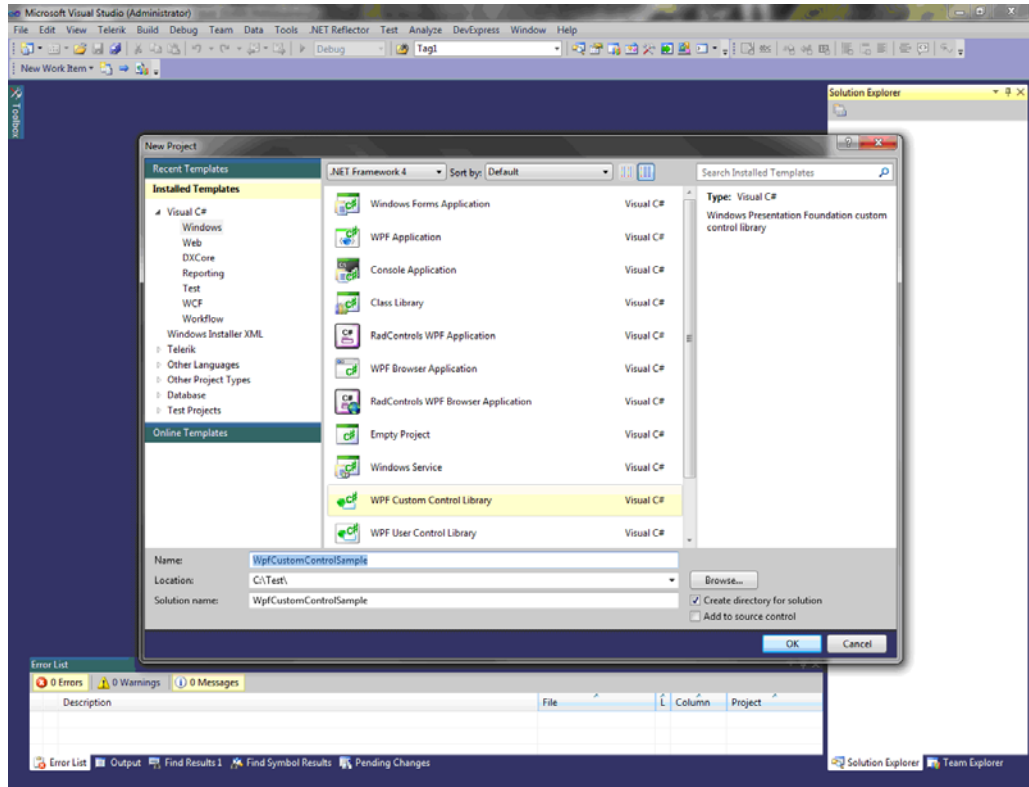 Microsoft Visual Studio (Administrator)
File Edit View Telerik Build Debug Team Data Tools .NET Reflector Test Analyze DevExpress Window Help
Debug Tag1
New Work Item
Toolbox
Solution Explorer
New Project
Recent Templates
Installed Templates
Visual C#
Windows
Web
DXCore
Reporting
Test
WCF
Workflow
Windows Installer XML
Telerik
Other Languages
Other Project Types
Database
Test Projects
Online Templates
.NET Framework 4 Sort by: Default
Search Installed Templates
Windows Forms Application Visual C#
WPF Application Visual C#
Console Application Visual C#
Class Library Visual C#
RadControls WPF Application Visual C#
WPF Browser Application Visual C#
RadControls WPF Browser Application Visual C#
Empty Project Visual C#
Windows Service Visual C#
WPF Custom Control Library Visual C#
WPF User Control Library Visual C#
Type: Visual C#
Windows Presentation Foundation custom
control library
Name: WpfCustomControlSample
Location: C:\Test\
Browse...
Solution name: WpfCustomControlSample
Create directory for solution
Add to source control
OK Cancel
Error List
0 Errors 0 Warnings 0 Messages
Description File L Column Project
Error List Output Find Results 1 Find Symbol Results Pending Changes
Solution Explorer Team Explorer